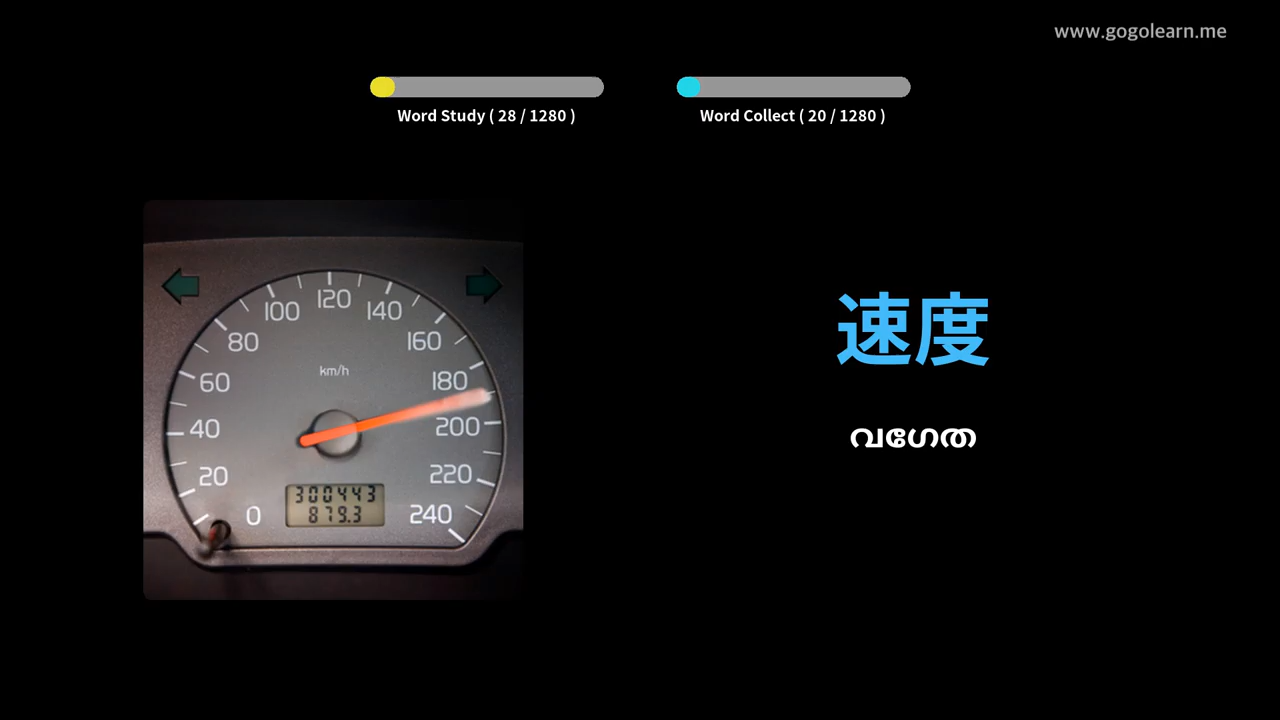 www.gogolearn.me
Word Study ( 28 / 1280 )
Word Collect ( 20 / 1280 )
100
120
140
80
160
km/h
60
180
40
200
20
220
0
300443
879.3
240
速度
വഗേത